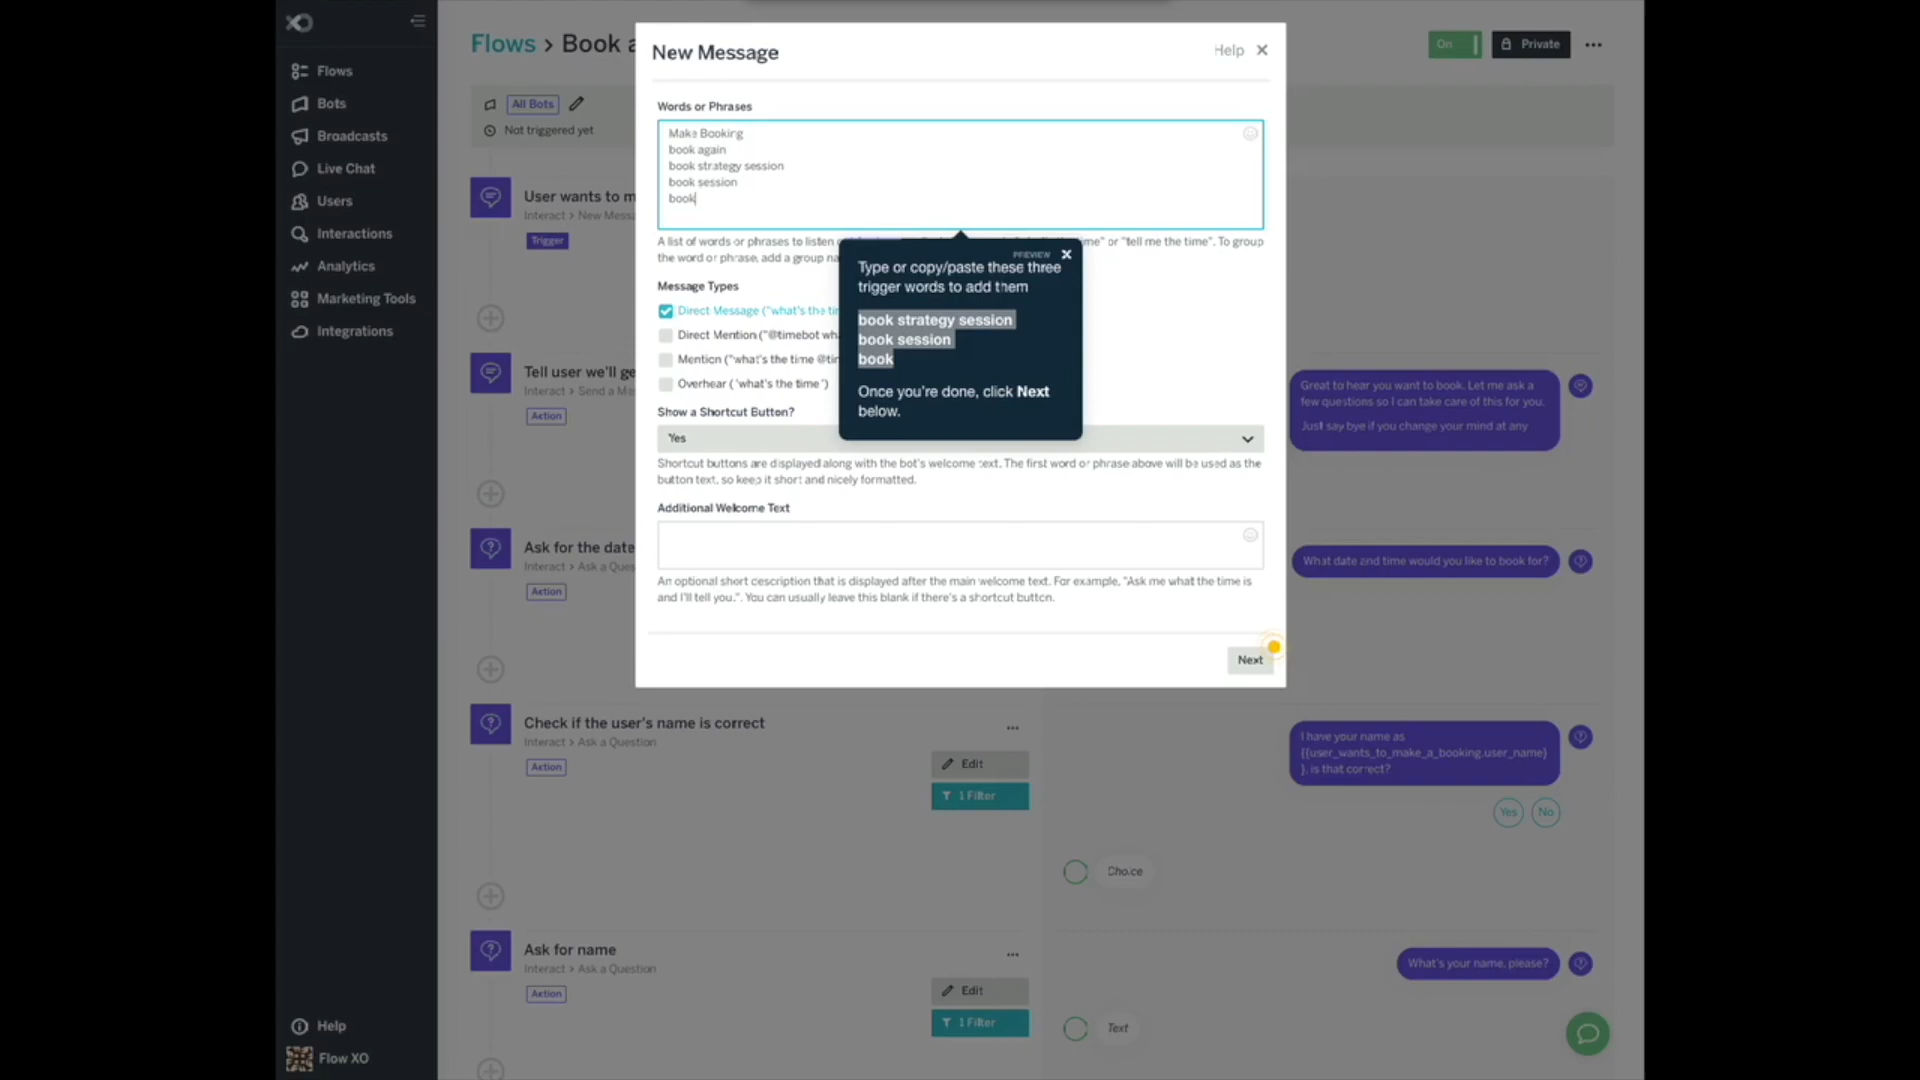 Flows
Bots
Broadcasts
Live Chat
Users
Interactions
Analytics
Marketing Tools
Integrations
Help
Flow XO
Flows > Book a
On
Private
All Bots
Not triggered yet
User wants to m
Interact > New Messa
Trigger
Tell user we'll ge
Interact > Send a Me
Action
Ask for the date
Interact > Ask a Ques
Action
Check if the user's name is correct
Interact > Ask a Question
Action
Edit
1 Filter
Ask for name
Interact > Ask a Question
Action
Edit
1 Filter
New Message
Help
Words or Phrases
Make Booking
book again
book strategy session
book session
book
A list of words or phrases to listen me" or "tell me the time". To group
the word or phrase, add a group na
Message Types
Direct Message ("what's the tim
Direct Mention ("@timebot wh
Mention ("what's the time @tim
Overhear ("what's the time")
Show a Shortcut Button?
Yes
Shortcut buttons are displayed along with the bot's welcome text. The first word or phrase above will be used as the
button text, so keep it short and nicely formatted.
Additional Welcome Text
An optional short description that is displayed after the main welcome text. For example, "Ask me what the time is
and I'll tell you.". You can usually leave this blank if there's a shortcut button.
Next
PREVIEW
Type or copy/paste these three
trigger words to add them
book strategy session
book session
book
Once you're done, click Next
below.
Great to hear you want to book. Let me ask a
few questions so I can take care of this for you.
Just say bye if you change your mind at any
What date and time would you like to book for?
I have your name as
{{user_wants_to_make_a_booking.user_name}
}, is that correct?
Yes
No
Choice
What's your name, please?
Text